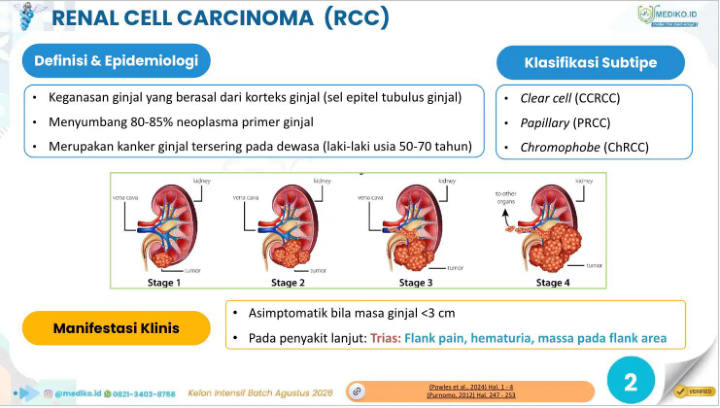 RENAL CELL CARCINOMA (RCC)
MEDIKO.ID
Definisi & Epidemiologi
• Keganasan ginjal yang berasal dari korteks ginjal (sel epitel tubulus ginjal)
• Menyumbang 80-85% neoplasma primer ginjal
• Merupakan kanker ginjal tersering pada dewasa (laki-laki usia 50-70 tahun)
Klasifikasi Subtipe
• Clear cell (CCRCC)
• Papillary (PRCC)
• Chromophobe (ChRCC)
kidney
vena cava
tumor
Stage 1
kidney
vena cava
tumor
Stage 2
kidney
vena cava
tumor
Stage 3
kidney
to other
organs
tumor
Stage 4
Manifestasi Klinis
• Asimptomatik bila masa ginjal <3 cm
• Pada penyakit lanjut: Trias: Flank pain, hematuria, massa pada flank area
@mediko.id 0821-3403-8768
Kelon Intensif Batch Agustus 2026
(Powles et al., 2024) Hal. 1 - 4
(Purnomo, 2012) Hal. 247 - 253
2